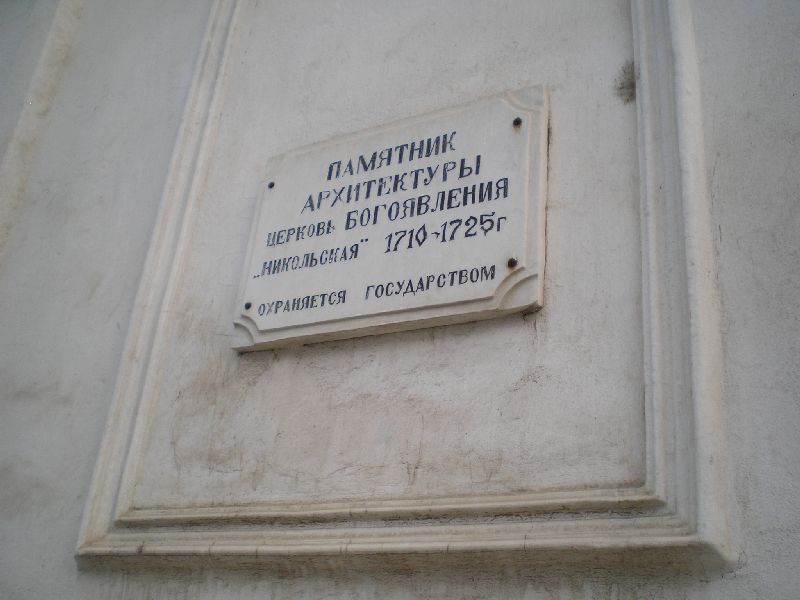 ПАМЯТНИК
АРХИТЕКТУРЫ
ЦЕРКОВЬ БОГОЯВЛЕНИЯ
„НИКОЛЬСКАЯ" 1710-1725г
ОХРАНЯЕТСЯ ГОСУДАРСТВОМ